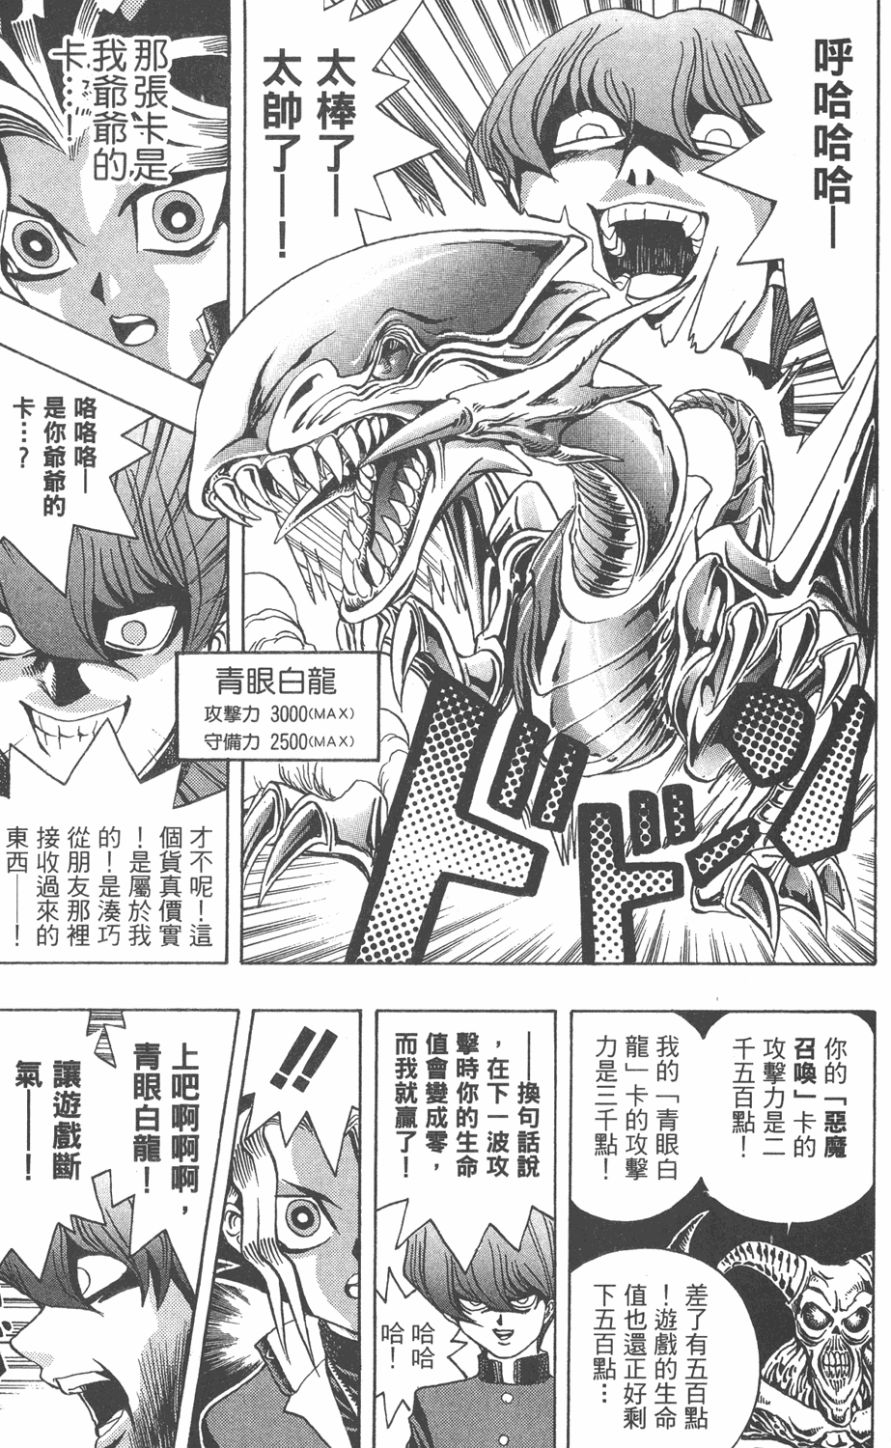 呼哈哈哈—
太棒了—
太帥了—！
那張卡是
我爺爺的
卡…！
咯咯咯—
是你爺爺的
卡…？
青眼白龍
攻擊力 3000(MAX)
守備力 2500(MAX)
才不呢！這
個貨真價實
！是屬於我
的！是湊巧
從朋友那裡
接收過來的
東西——！
ドドーン
你的「惡魔
召喚」卡的
攻擊力是二
千五百點！
我的「青眼白
龍」卡的攻擊
力是三千點！
差了有五百點
！遊戲的生命
值也還正好剩
下五百點…
——換句話說
，在下一波攻
擊時你的生命
值會變成零，
而我就贏了！
哈哈
哈！
!!
上吧啊啊啊，
青眼白龍！
讓遊戲斷
氣——！